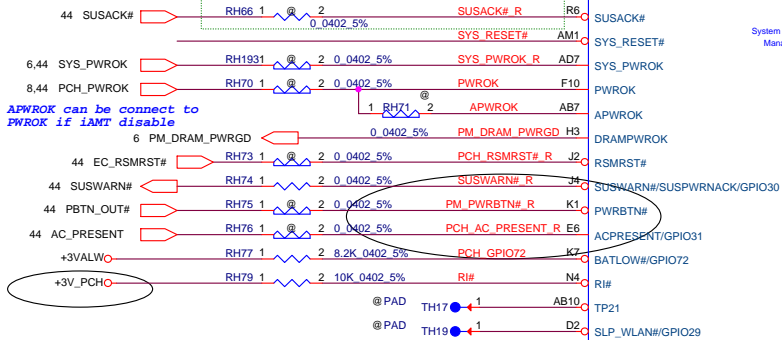 44 SUSACK# RH66 1 @ 2 0_0402_5% SUSACK#_R R6 SUSACK#
SYS_RESET# AM1 SYS_RESET#
System
Mana
6,44 SYS_PWROK RH1931 @ 2 0_0402_5% SYS_PWROK_R AD7 SYS_PWROK
8,44 PCH_PWROK RH70 1 @ 2 0_0402_5% PWROK F10 PWROK
APWROK can be connect to
PWROK if iAMT disable
1 RH71 @ 2 APWROK AB7 APWROK
6 PM_DRAM_PWRGD 0_0402_5% PM_DRAM_PWRGD H3 DRAMPWROK
44 EC_RSMRST# RH73 1 @ 2 0_0402_5% PCH_RSMRST#_R J2 RSMRST#
44 SUSWARN# RH74 1 2 0_0402_5% SUSWARN#_R J4 SUSWARN#/SUSPWRNACK/GPIO30
44 PBTN_OUT# RH75 1 @ 2 0_0402_5% PM_PWRBTN#_R K1 PWRBTN#
44 AC_PRESENT RH76 1 @ 2 0_0402_5% PCH_AC_PRESENT_R E6 ACPRESENT/GPIO31
+3VALW RH77 1 2 8.2K_0402_5% PCH_GPIO72 K7 BATLOW#/GPIO72
+3V_PCH RH79 1 2 10K_0402_5% RI# N4 RI#
@ PAD TH17 1 AB10 TP21
@ PAD TH19 1 D2 SLP_WLAN#/GPIO29